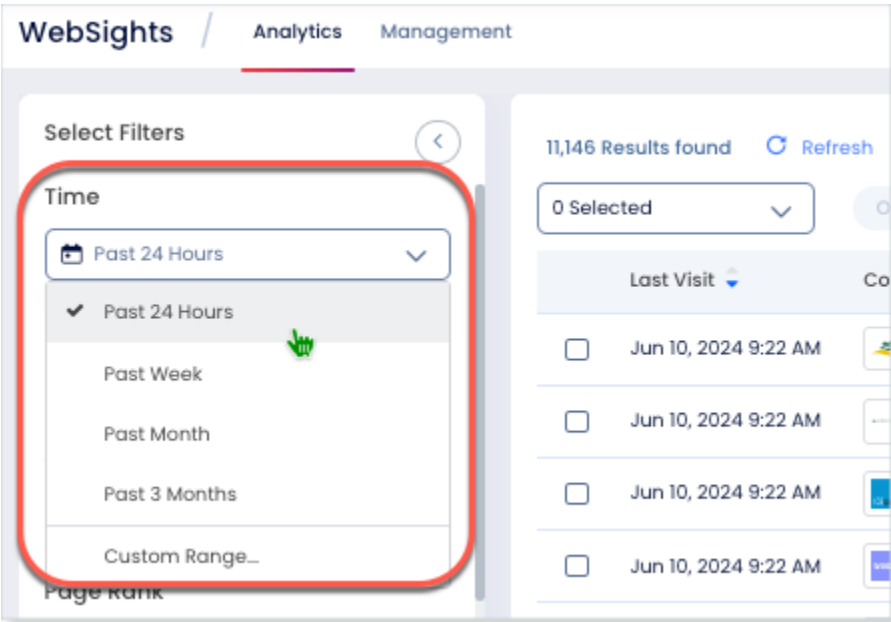 WebSights / Analytics Management
Select Filters
Time
Past 24 Hours
Past 24 Hours
Past Week
Past Month
Past 3 Months
Custom Range...
Page Rank
11,146 Results found Refresh
0 Selected
Last Visit Co
Jun 10, 2024 9:22 AM
Jun 10, 2024 9:22 AM
Jun 10, 2024 9:22 AM
Jun 10, 2024 9:22 AM